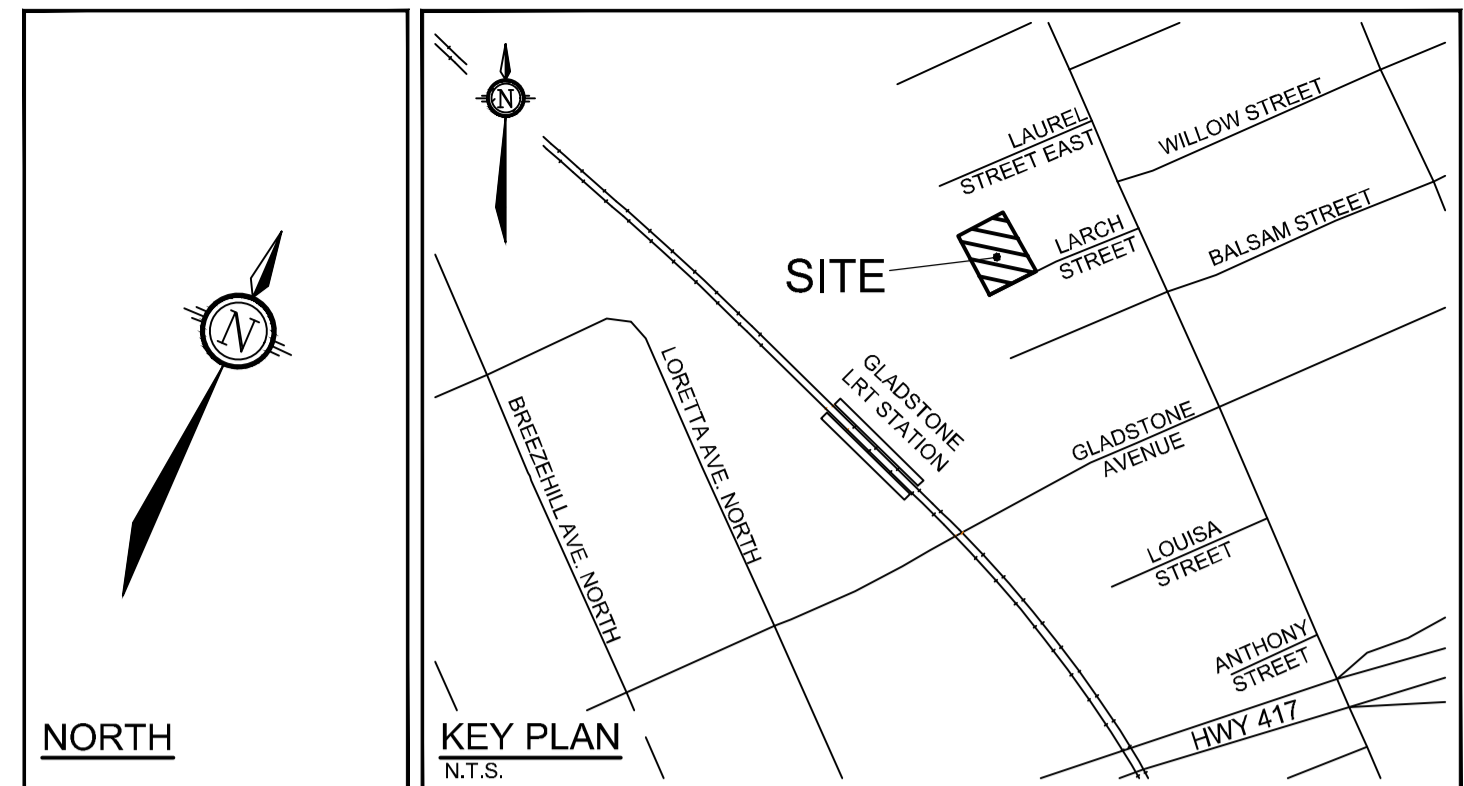 N
NORTH
N
LAUREL
STREET EAST
WILLOW STREET
LARCH
STREET
BALSAM STREET
SITE
GLADSTONE
LRT STATION
LORETTA AVE. NORTH
BREEZEHILL AVE. NORTH
GLADSTONE
AVENUE
LOUISA
STREET
ANTHONY
STREET
HWY 417
KEY PLAN
N.T.S.